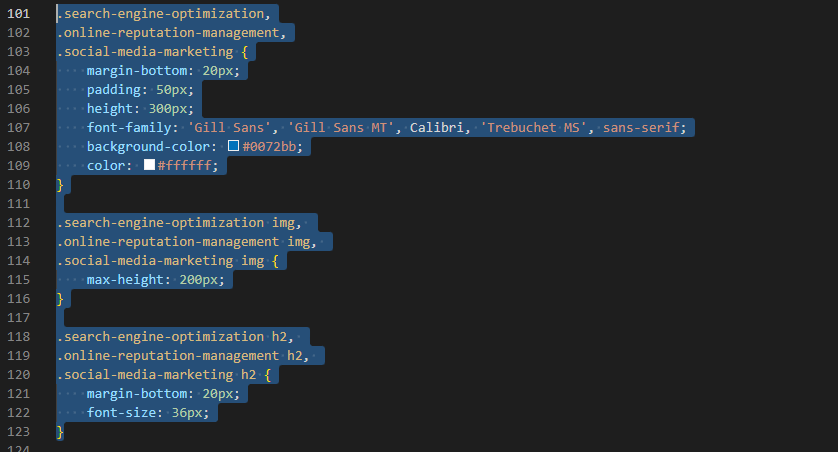 101 .search-engine-optimization,
102 .online-reputation-management,
103 .social-media-marketing {
104     margin-bottom: 20px;
105     padding: 50px;
106     height: 300px;
107     font-family: 'Gill Sans', 'Gill Sans MT', Calibri, 'Trebuchet MS', sans-serif;
108     background-color: #0072bb;
109     color: #ffffff;
110 }
111
112 .search-engine-optimization img,
113 .online-reputation-management img,
114 .social-media-marketing img {
115     max-height: 200px;
116 }
117
118 .search-engine-optimization h2,
119 .online-reputation-management h2,
120 .social-media-marketing h2 {
121     margin-bottom: 20px;
122     font-size: 36px;
123 }
124